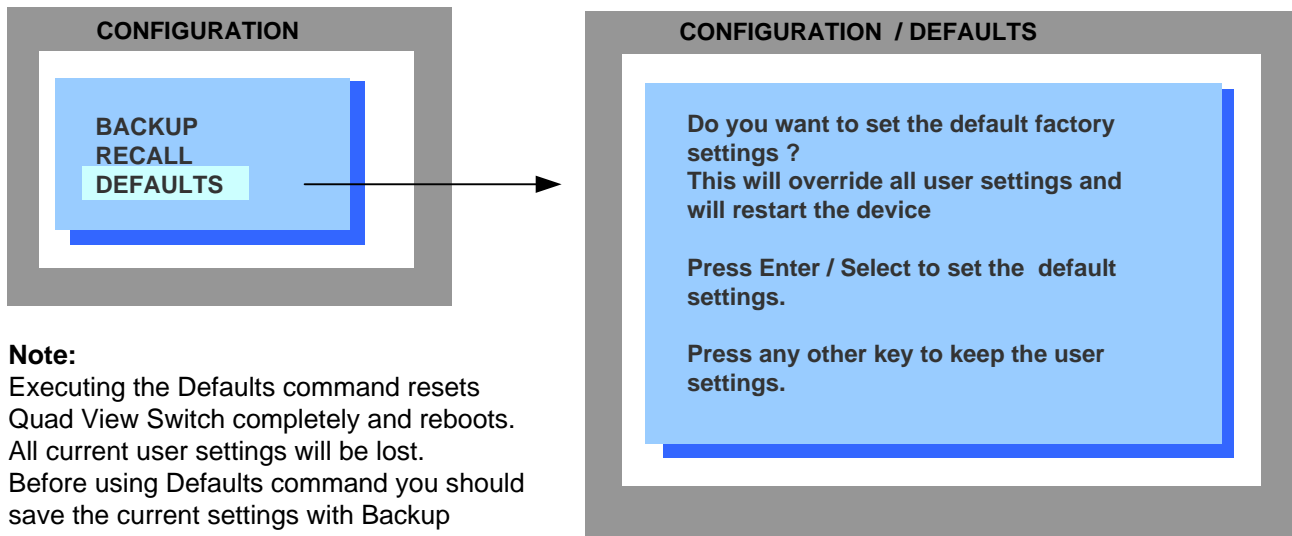 CONFIGURATION
BACKUP
RECALL
DEFAULTS
Note:
Executing the Defaults command resets
Quad View Switch completely and reboots.
All current user settings will be lost.
Before using Defaults command you should
save the current settings with Backup
CONFIGURATION / DEFAULTS
Do you want to set the default factory
settings ?
This will override all user settings and
will restart the device
Press Enter / Select to set the default
settings.
Press any other key to keep the user
settings.